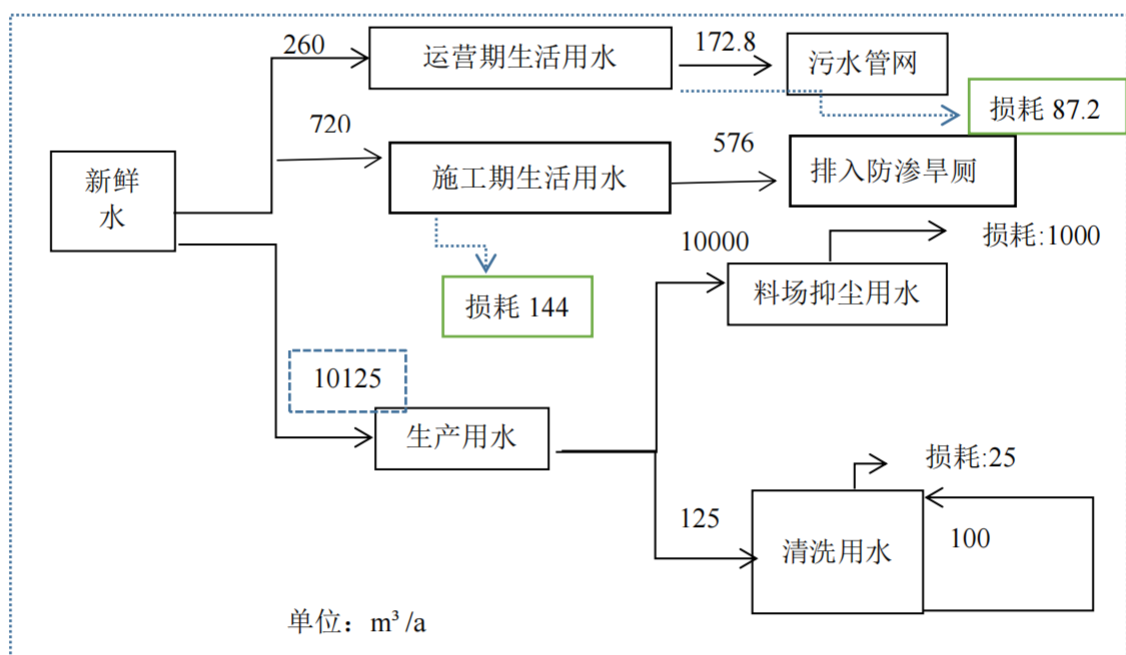 260
运营期生活用水
172.8
污水管网
损耗 87.2
720
施工期生活用水
576
排入防渗旱厕
新鲜
水
损耗 144
10000
损耗:1000
料场抑尘用水
10125
生产用水
损耗:25
125
清洗用水
100
单位：m³ /a